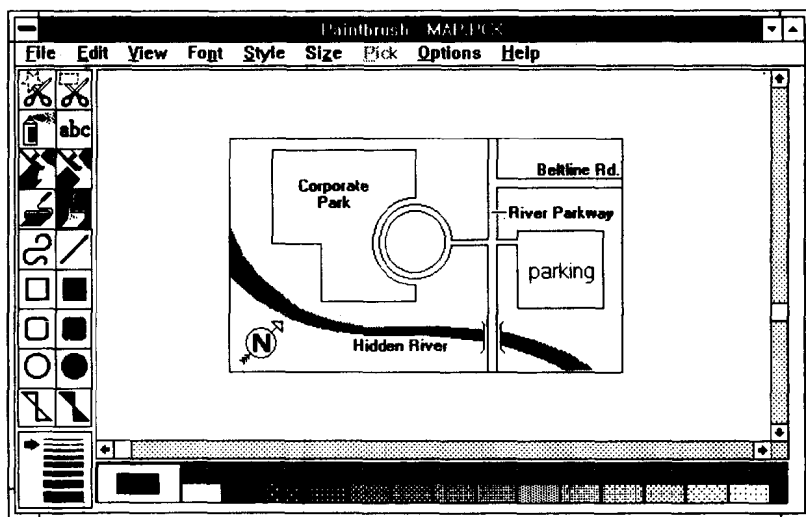 Paintbrush - MAP.PCX
File Edit View Font Style Size Pick Options Help
abc
Beltline Rd.
Corporate
Park
River Parkway
parking
N
Hidden River